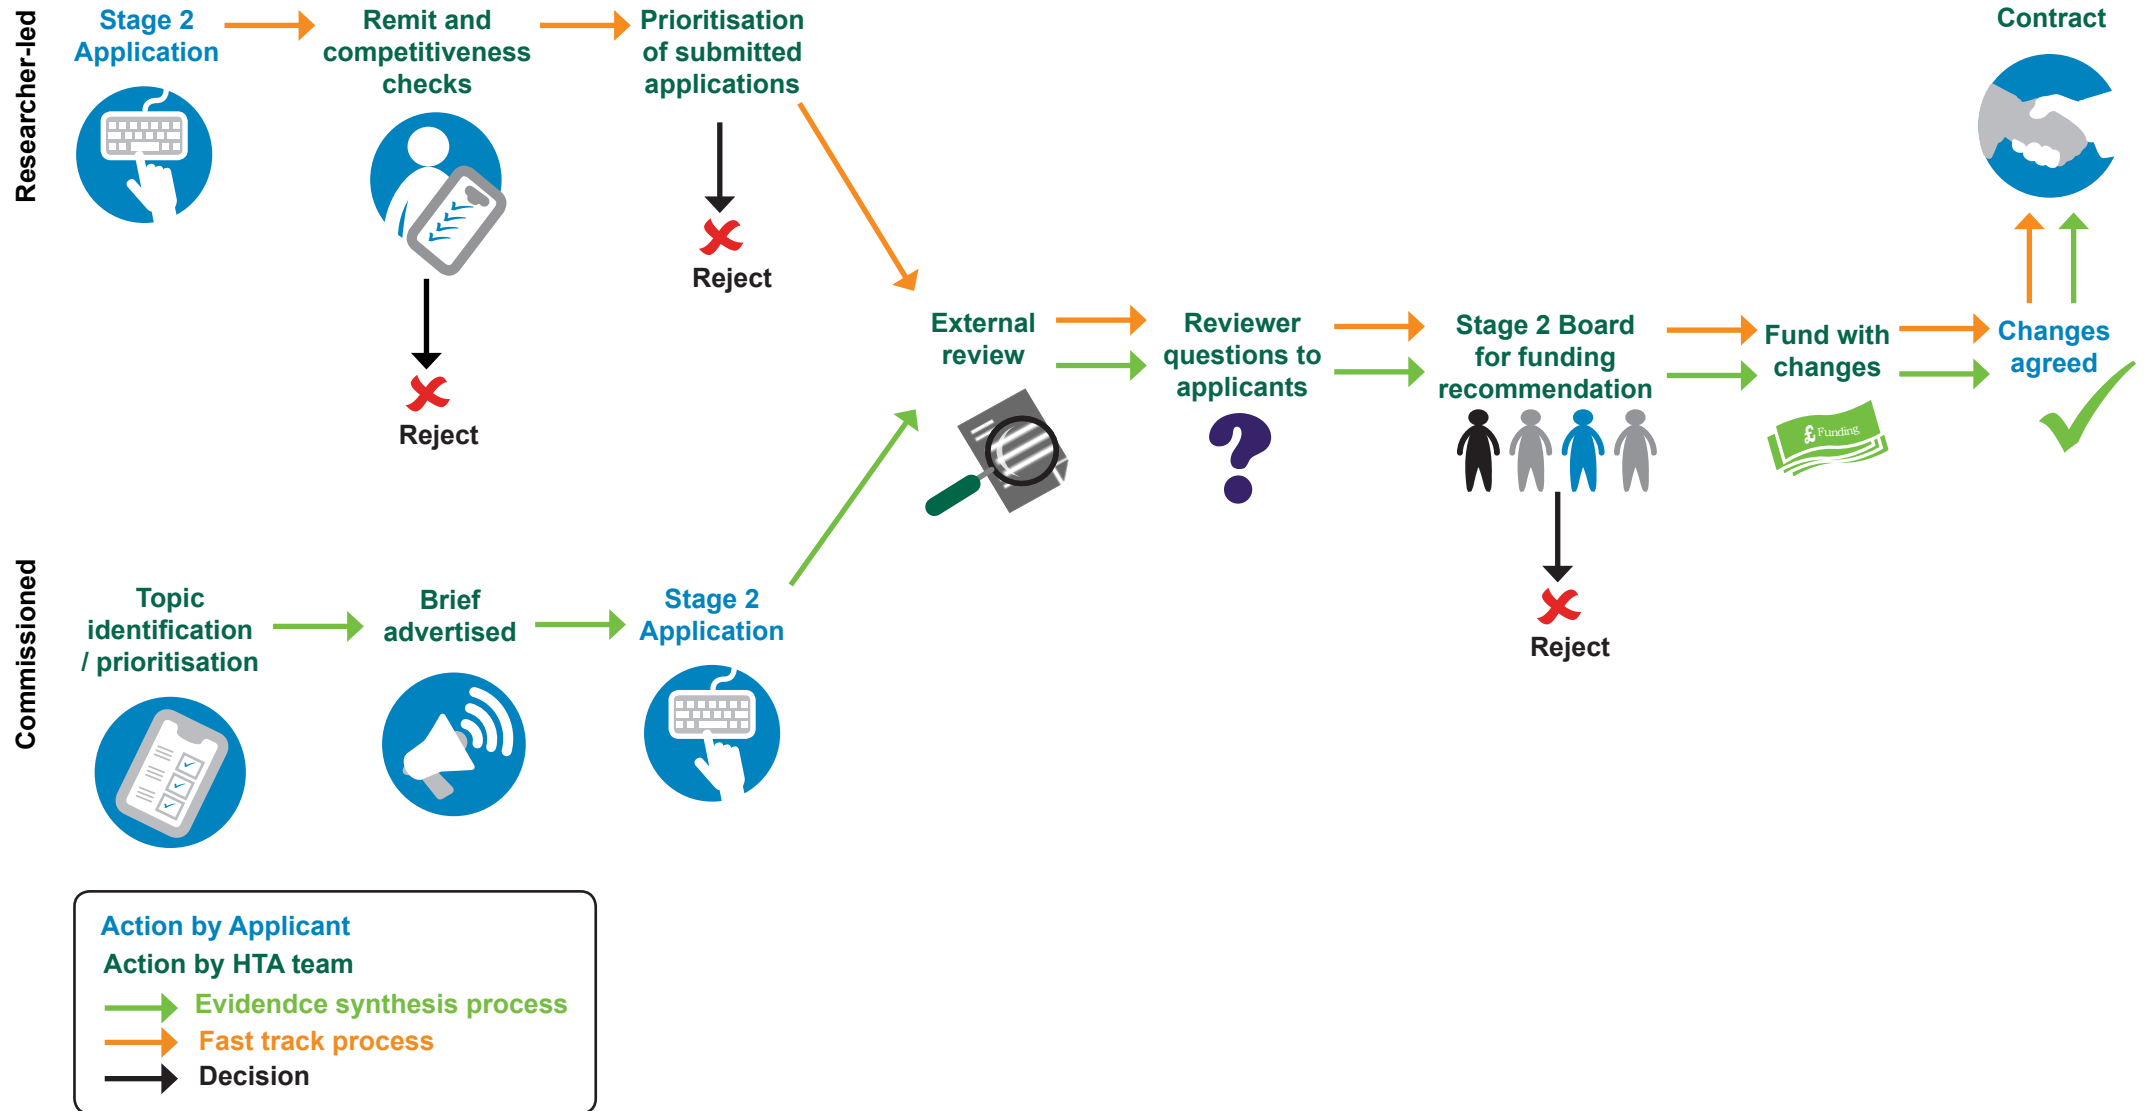 Researcher-led
Stage 2
Application
Remit and
competitiveness
checks
Reject
Prioritisation
of submitted
applications
Reject
External
review
Reviewer
questions to
applicants
Stage 2 Board
for funding
recommendation
Reject
Fund with
changes
£ Funding
Changes
agreed
Contract
Commissioned
Topic
identification
/ prioritisation
Brief
advertised
Stage 2
Application
Action by Applicant
Action by HTA team
Evidendce synthesis process
Fast track process
Decision